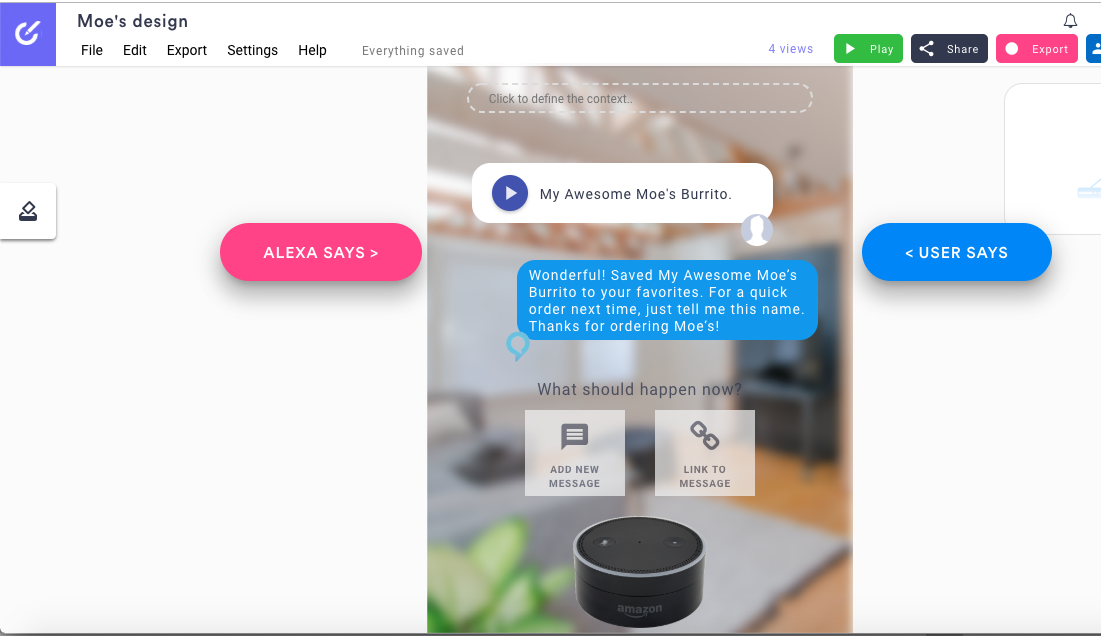 Moe's design
File Edit Export Settings Help Everything saved 4 views Play Share Export
Click to define the context..
My Awesome Moe's Burrito.
ALEXA SAYS >
< USER SAYS
Wonderful! Saved My Awesome Moe’s
Burrito to your favorites. For a quick
order next time, just tell me this name.
Thanks for ordering Moe’s!
What should happen now?
ADD NEW
MESSAGE
LINK TO
MESSAGE
amazon